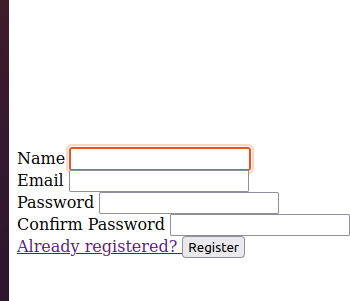 Name
Email
Password
Confirm Password
Already registered? Register